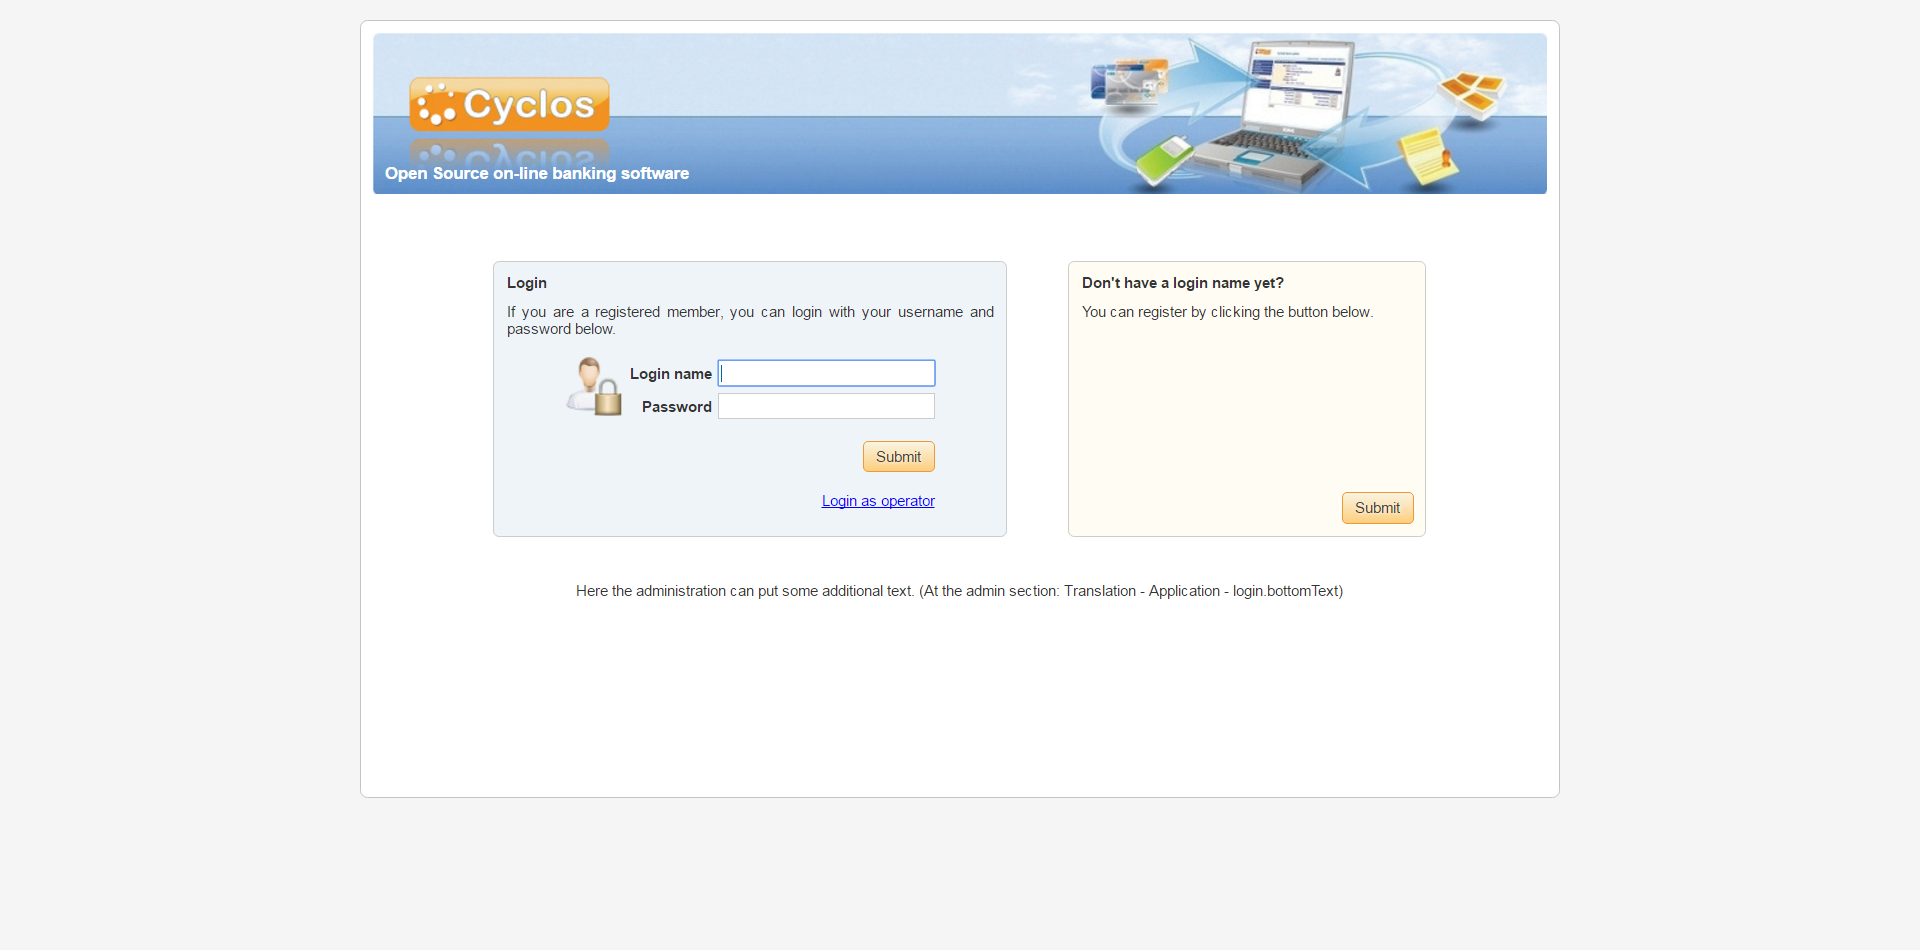 Cyclos
Open Source on-line banking software
Login
If you are a registered member, you can login with your username and
password below.
Login name
Password
Submit
Login as operator
Don't have a login name yet?
You can register by clicking the button below.
Submit
Here the administration can put some additional text. (At the admin section: Translation - Application - login.bottomText)